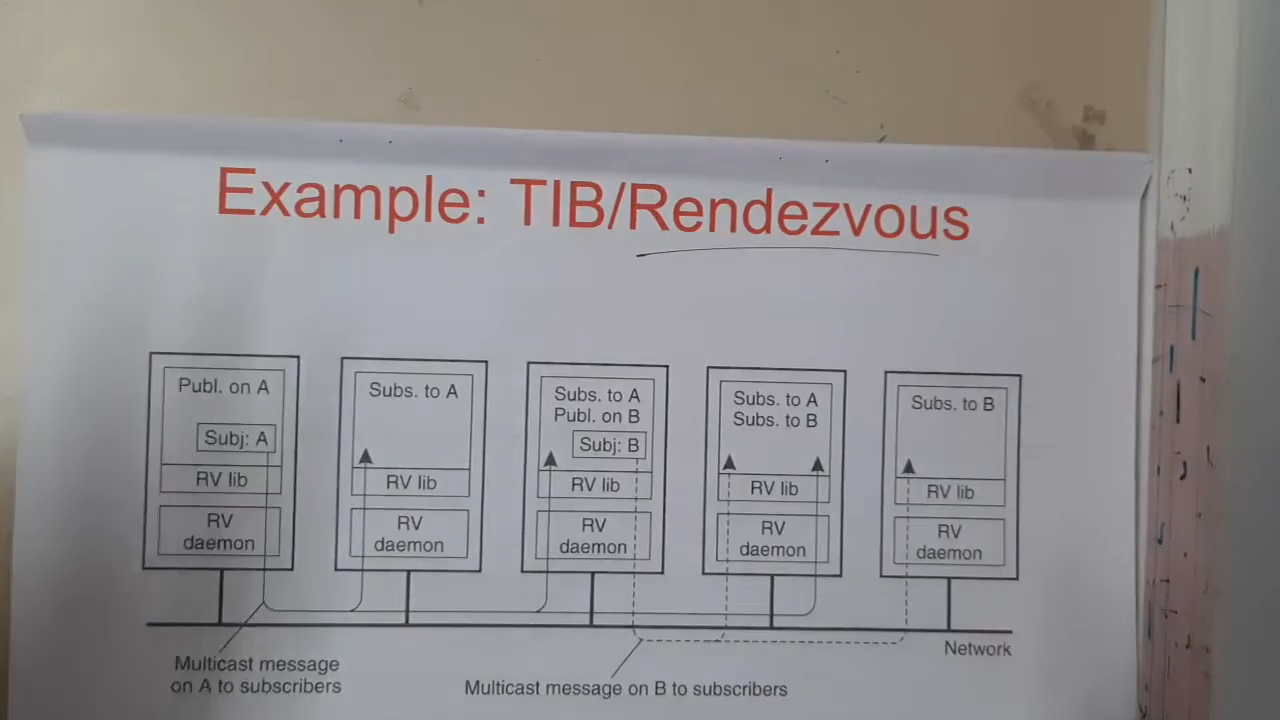 Example: TIB/Rendezvous
Publ. on A
Subj: A
RV lib
RV
daemon
Subs. to A
RV lib
RV
daemon
Subs. to A
Publ. on B
Subj: B
RV lib
RV
daemon
Subs. to A
Subs. to B
RV lib
RV
daemon
Subs. to B
RV lib
RV
daemon
Network
Multicast message
on A to subscribers
Multicast message on B to subscribers